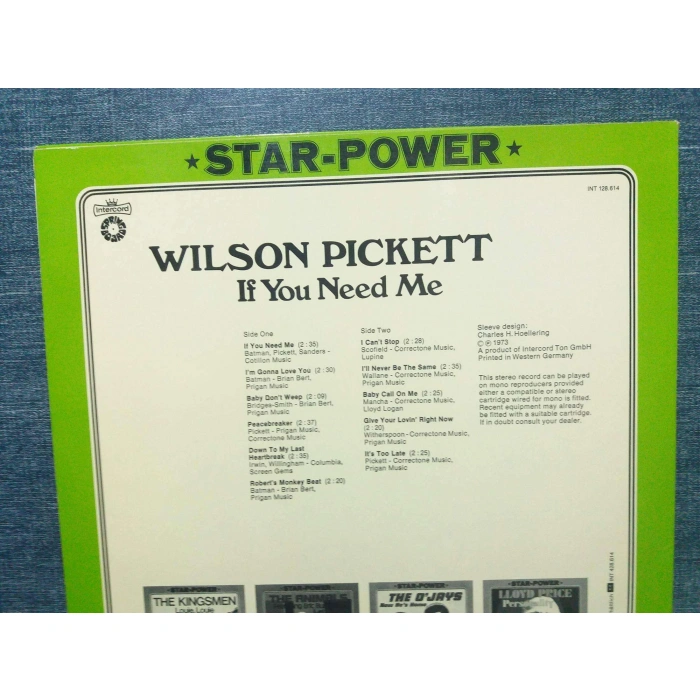 ★STAR-POWER★
INT 128.614
Intercord
WILSON PICKETT
If You Need Me
Side One
If You Need Me (2:35)
Batman, Pickett, Sanders -
Cotillion Music
I'm Gonna Love You (2:30)
Batman - Brian Bert,
Prigan Music
Baby Don't Weep (2:09)
Bridges-Smith - Brian Bert,
Prigan Music
Peacebreaker (2:37)
Pickett - Prigan Music,
Correctone Music
Down To My Last
Heartbreak (2:35)
Irwin, Willingham - Columbia,
Screen Gems
Robert's Monkey Beat (2:20)
Batman - Brian Bert,
Prigan Music
Side Two
I Can't Stop (2:28)
Scofield - Correctone Music,
Lupine
I'll Never Be The Same (2:35)
Wallane - Correctone Music,
Prigan Music
Baby Call On Me (2:25)
Mancha - Correctone Music,
Lloyd Logan
Give Your Lovin' Right Now
(2:20)
Witherspoon - Correctone Music,
Prigan Music
It's Too Late (2:25)
Pickett - Correctone Music,
Prigan Music
Sleeve design:
Charles H. Hoellering
© ℗ 1973
A product of Intercord Ton GmbH
Printed in Western Germany
This stereo record can be played
on mono reproducers provided
either a compatible or stereo
cartridge wired for mono is fitted.
Recent equipment may already
be fitted with a suitable cartridge.
If in doubt consult your dealer.
INT 128.614
STAR-POWER
THE KINGSMEN
Louie Louie
STAR-POWER
THE ANIMALS
STAR-POWER
THE O'JAYS
STAR-POWER
LLOYD PRICE
Personality